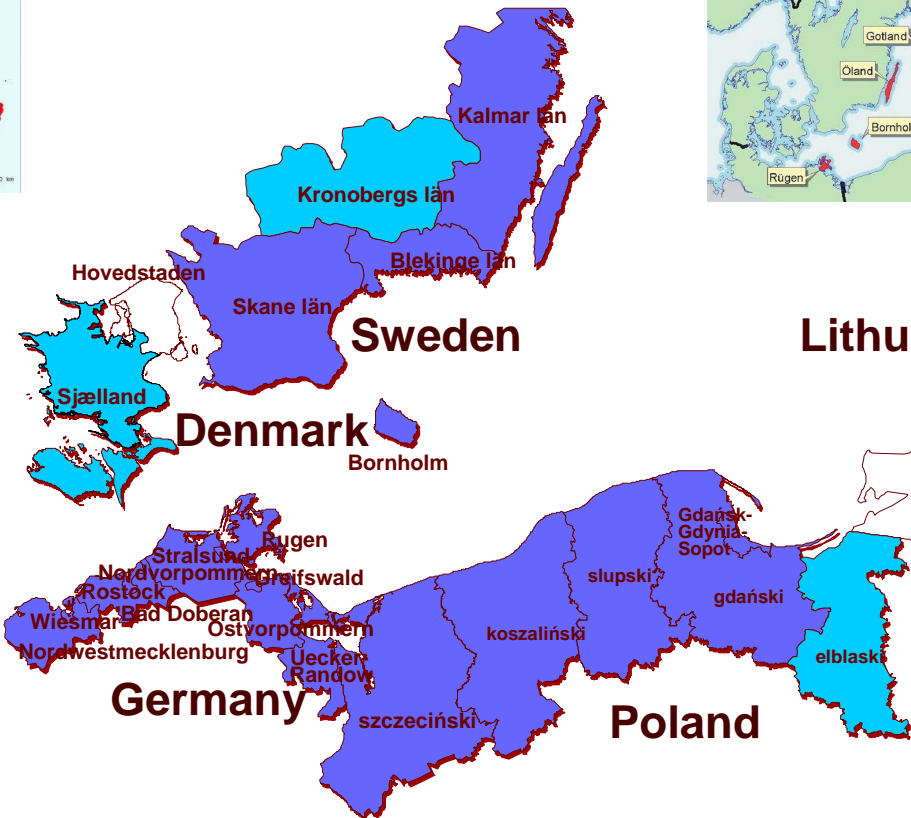 Gotland
Öland
Bornhol
Rügen
km
Kalmar län
Kronobergs län
Blekinge län
Hovedstaden
Skane län
Sweden
Lithu
Sjælland
Denmark
Bornholm
Gdańsk-
Gdynia-
Sopot
Rugen
Stralsund
Nordvorpommern
Greifswald
Rostock
slupski
gdański
Bad Doberan
Wiesmar
Ostvorpommern
koszaliński
Nordwestmecklenburg
Uecker-
Randow
elblaski
Germany
szczeciński
Poland